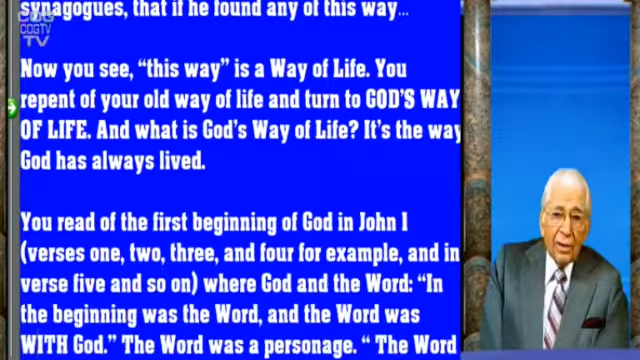 synagogues, that if he found any of this way...
COG
COGTV
TV
Now you see, “this way” is a Way of Life. You
repent of your old way of life and turn to GOD'S WAY
OF LIFE. And what is God's Way of Life? It's the way
God has always lived.
You read of the first beginning of God in John 1
(verses one, two, three, and four for example, and in
verse five and so on) where God and the Word: “In
the beginning was the Word, and the Word was
WITH God.” The Word was a personage. “ The Word